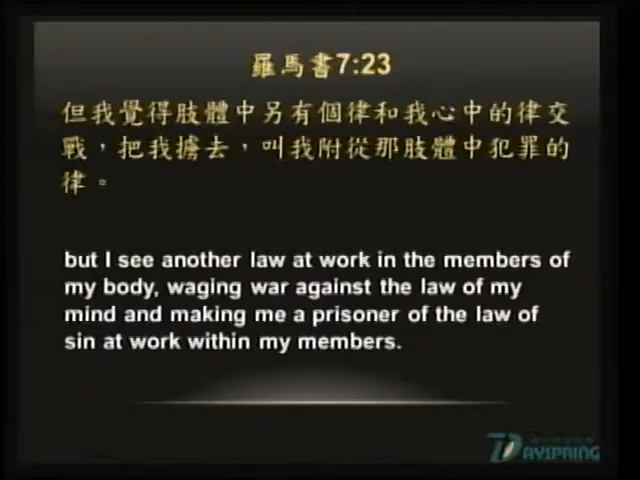 羅馬書7:23
但我覺得肢體中另有個律和我心中的律交
戰，把我擄去，叫我附從那肢體中犯罪的
律。
but I see another law at work in the members of
my body, waging war against the law of my
mind and making me a prisoner of the law of
sin at work within my members.
DAYSPRING